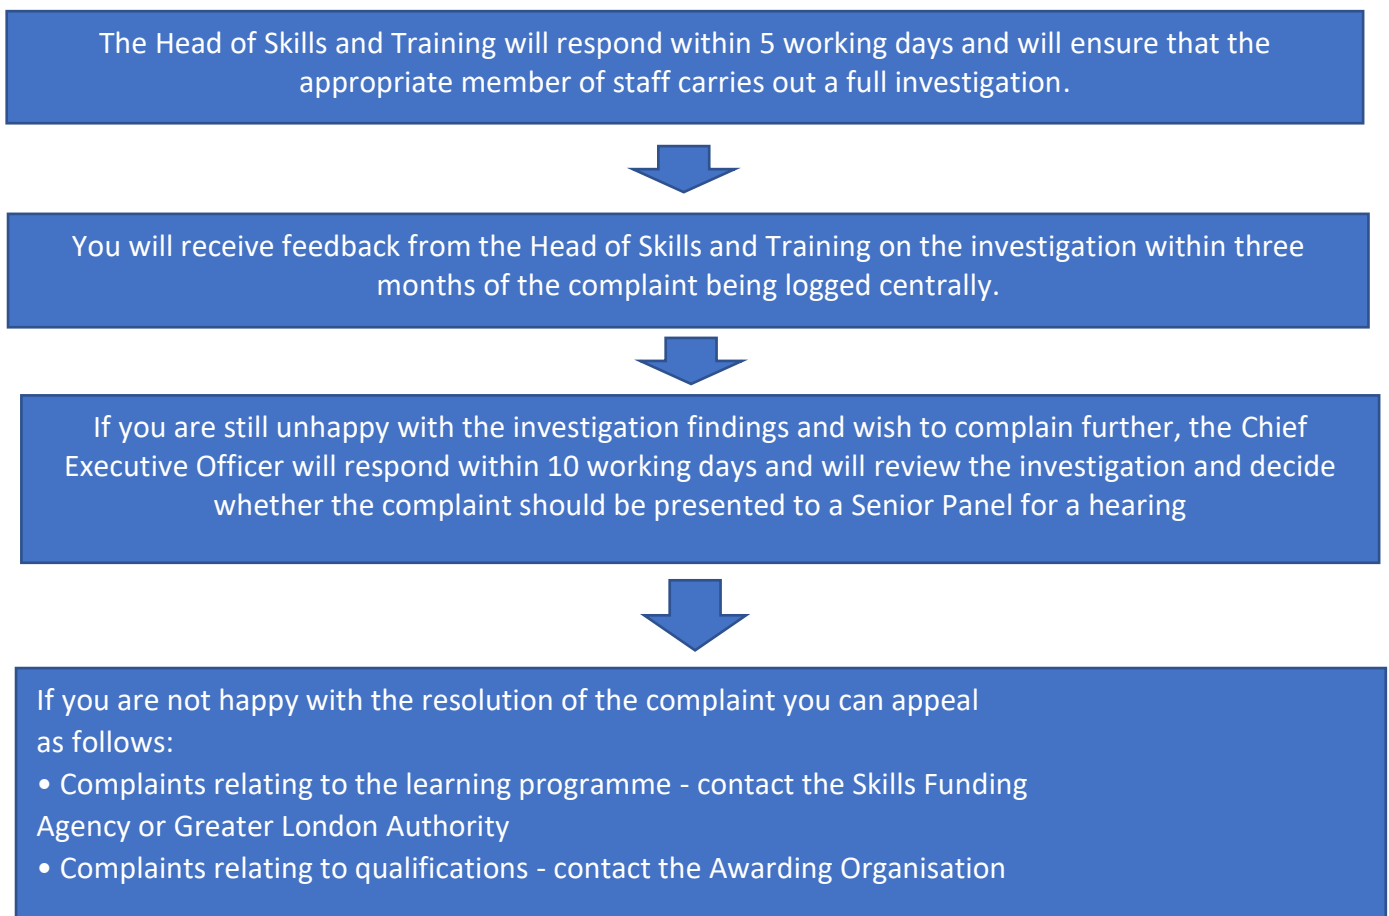 The Head of Skills and Training will respond within 5 working days and will ensure that the
appropriate member of staff carries out a full investigation.
You will receive feedback from the Head of Skills and Training on the investigation within three
months of the complaint being logged centrally.
If you are still unhappy with the investigation findings and wish to complain further, the Chief
Executive Officer will respond within 10 working days and will review the investigation and decide
whether the complaint should be presented to a Senior Panel for a hearing
If you are not happy with the resolution of the complaint you can appeal
as follows:
• Complaints relating to the learning programme - contact the Skills Funding
Agency or Greater London Authority
• Complaints relating to qualifications - contact the Awarding Organisation